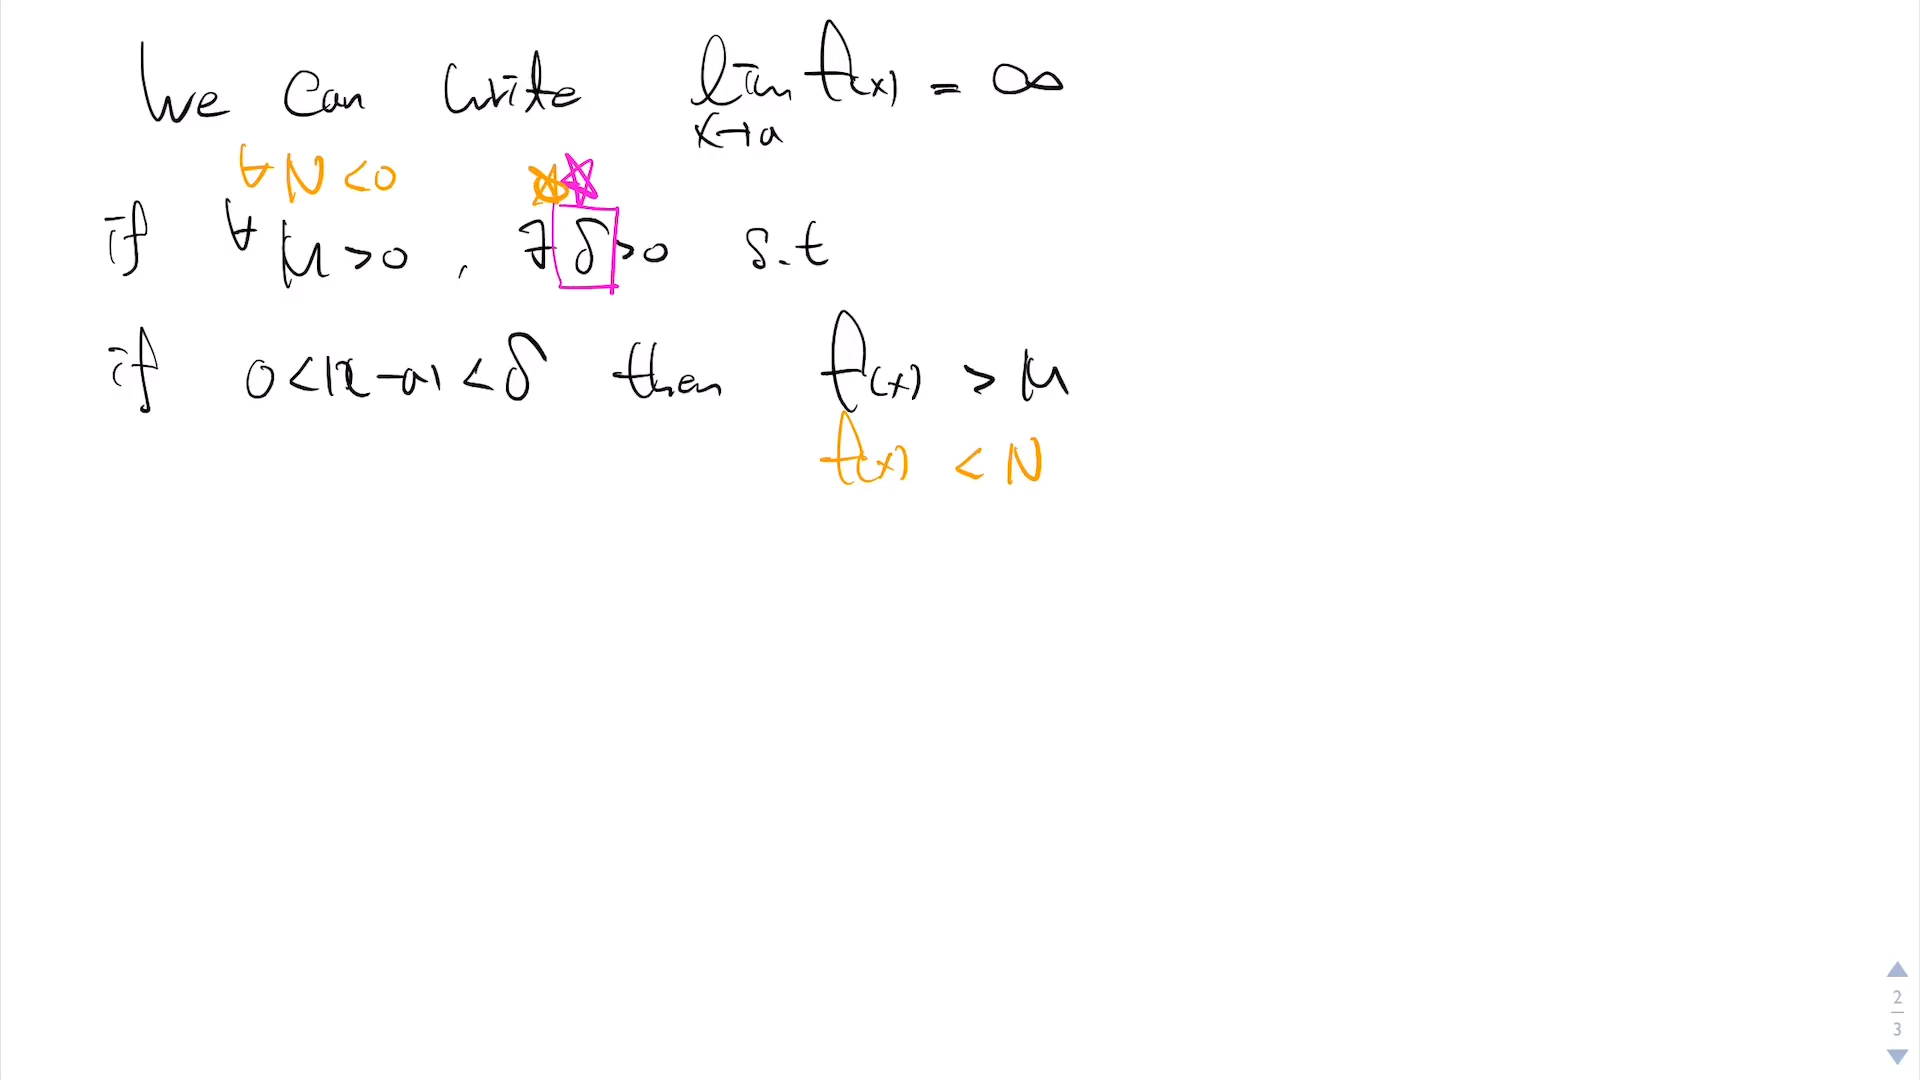 We can write lim f(x) = ∞
x→a
∀ N<0
if ∀ M>0, ∃ δ>0 s.t
if 0<|x-a|<δ then f(x) > M
f(x) < N
2
3